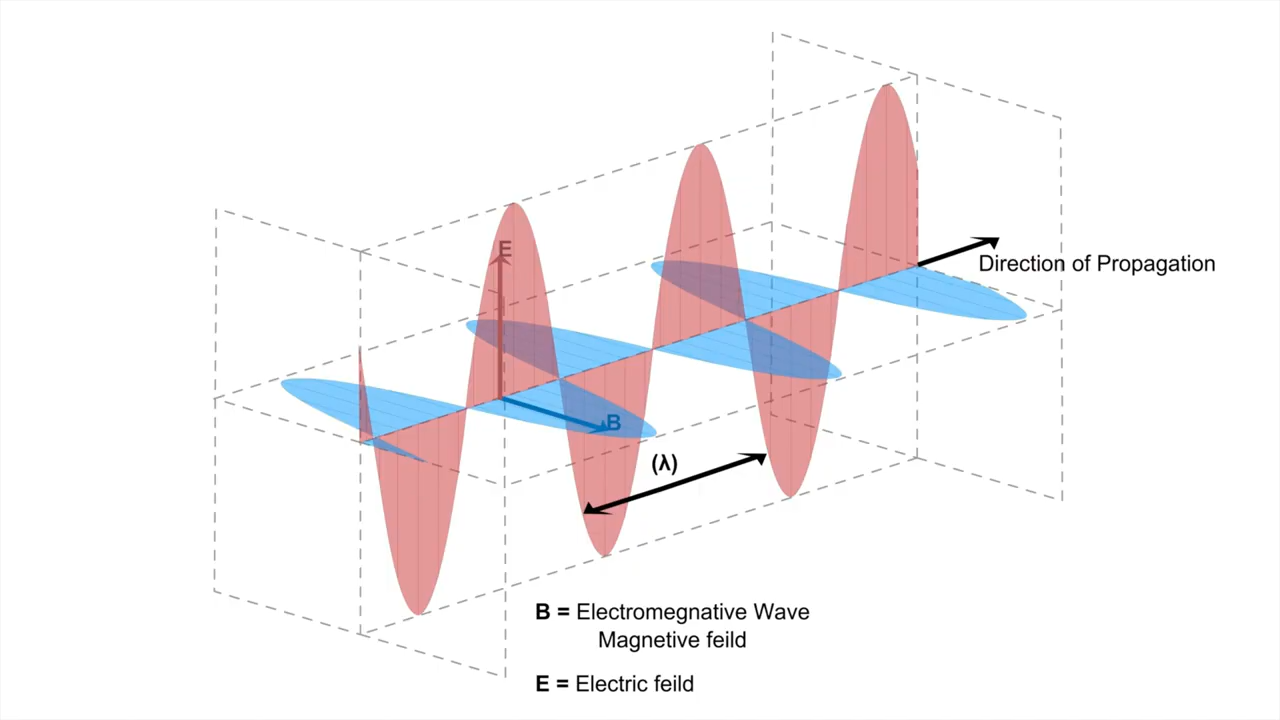 E
Direction of Propagation
B
(λ)
B = Electromegnative Wave
Magnetive feild
E = Electric feild